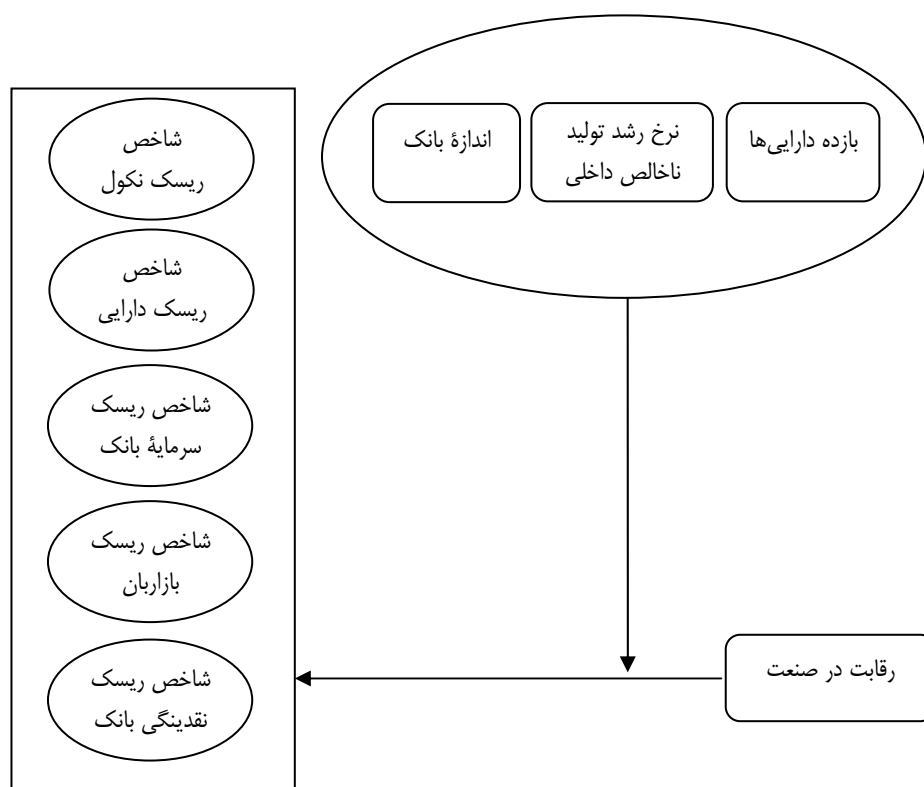 بازده دارایی‌ها
نرخ رشد تولید
ناخالص داخلی
اندازهٔ بانک
شاخص
ریسک نکول
شاخص
ریسک دارایی
شاخص ریسک
سرمایهٔ بانک
شاخص ریسک
بازاربان
شاخص ریسک
نقدینگی بانک
رقابت در صنعت